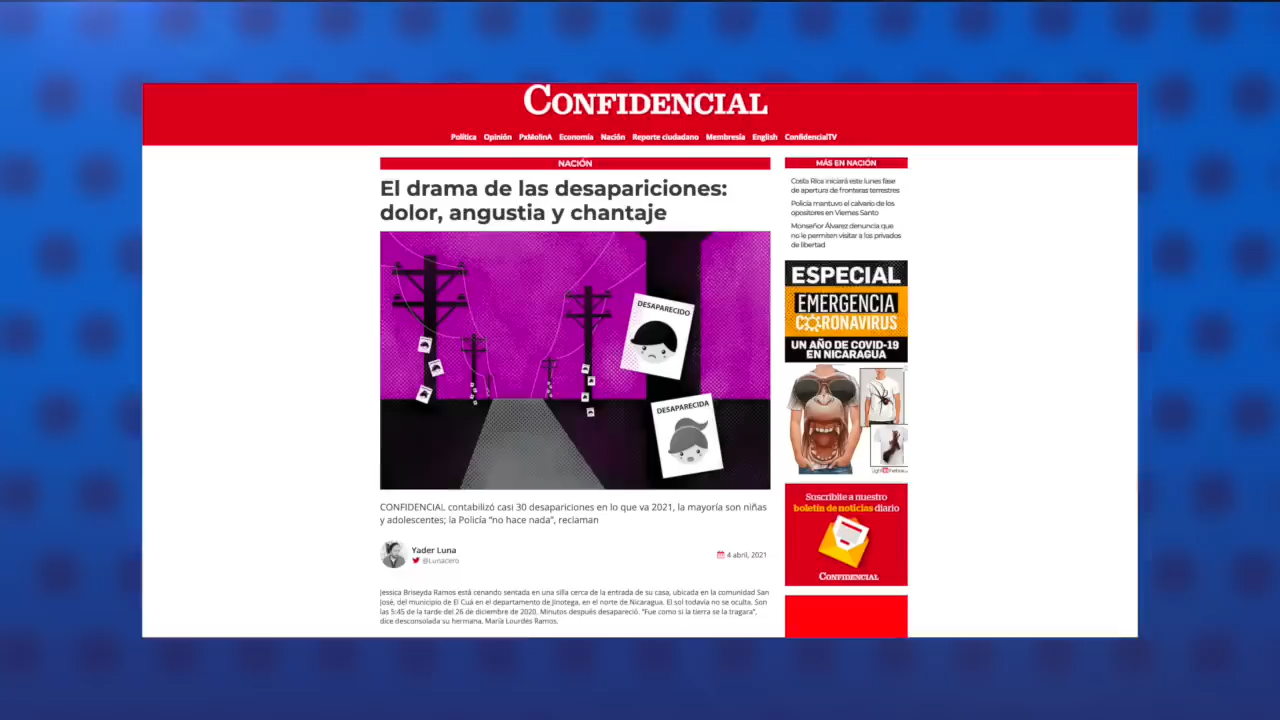 CONFIDENCIAL
Política Opinión PxMolinA Economía Nación Reporte ciudadano Membresía English ConfidencialTV
NACIÓN
El drama de las desapariciones:
dolor, angustia y chantaje
DESAPARECIDO
DESAPARECIDA
CONFIDENCIAL contabilizó casi 30 desapariciones en lo que va 2021, la mayoría son niñas
y adolescentes; la Policía “no hace nada”, reclaman
Yader Luna
@Lunacero
4 abril, 2021
Jessica Briseyda Ramos está cenando sentada en una silla cerca de la entrada de su casa, ubicada en la comunidad San
José, del municipio de El Cuá en el departamento de Jinotega, en el norte de Nicaragua. El sol todavía no se oculta. Son
las 5:45 de la tarde del 26 de diciembre de 2020. Minutos después desapareció. “Fue como si la tierra se la tragara”,
dice desconsolada su hermana, María Lourdes Ramos.
MÁS EN NACIÓN
Costa Rica iniciará este lunes fase
de apertura de fronteras terrestres
Policía mantuvo el calvario de los
opositores en Viernes Santo
Monseñor Álvarez denuncia que
no le permiten visitar a los privados
de libertad
ESPECIAL
EMERGENCIA
CORONAVIRUS
UN AÑO DE COVID-19
EN NICARAGUA
Suscribite a nuestro
boletín de noticias diario
CONFIDENCIAL